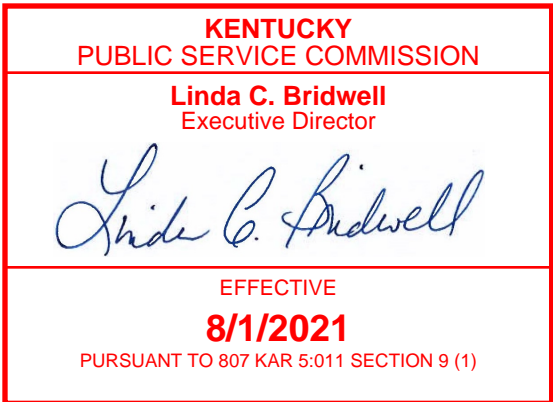 KENTUCKY
PUBLIC SERVICE COMMISSION
Linda C. Bridwell
Executive Director
Linda C. Bridwell
EFFECTIVE
8/1/2021
PURSUANT TO 807 KAR 5:011 SECTION 9 (1)